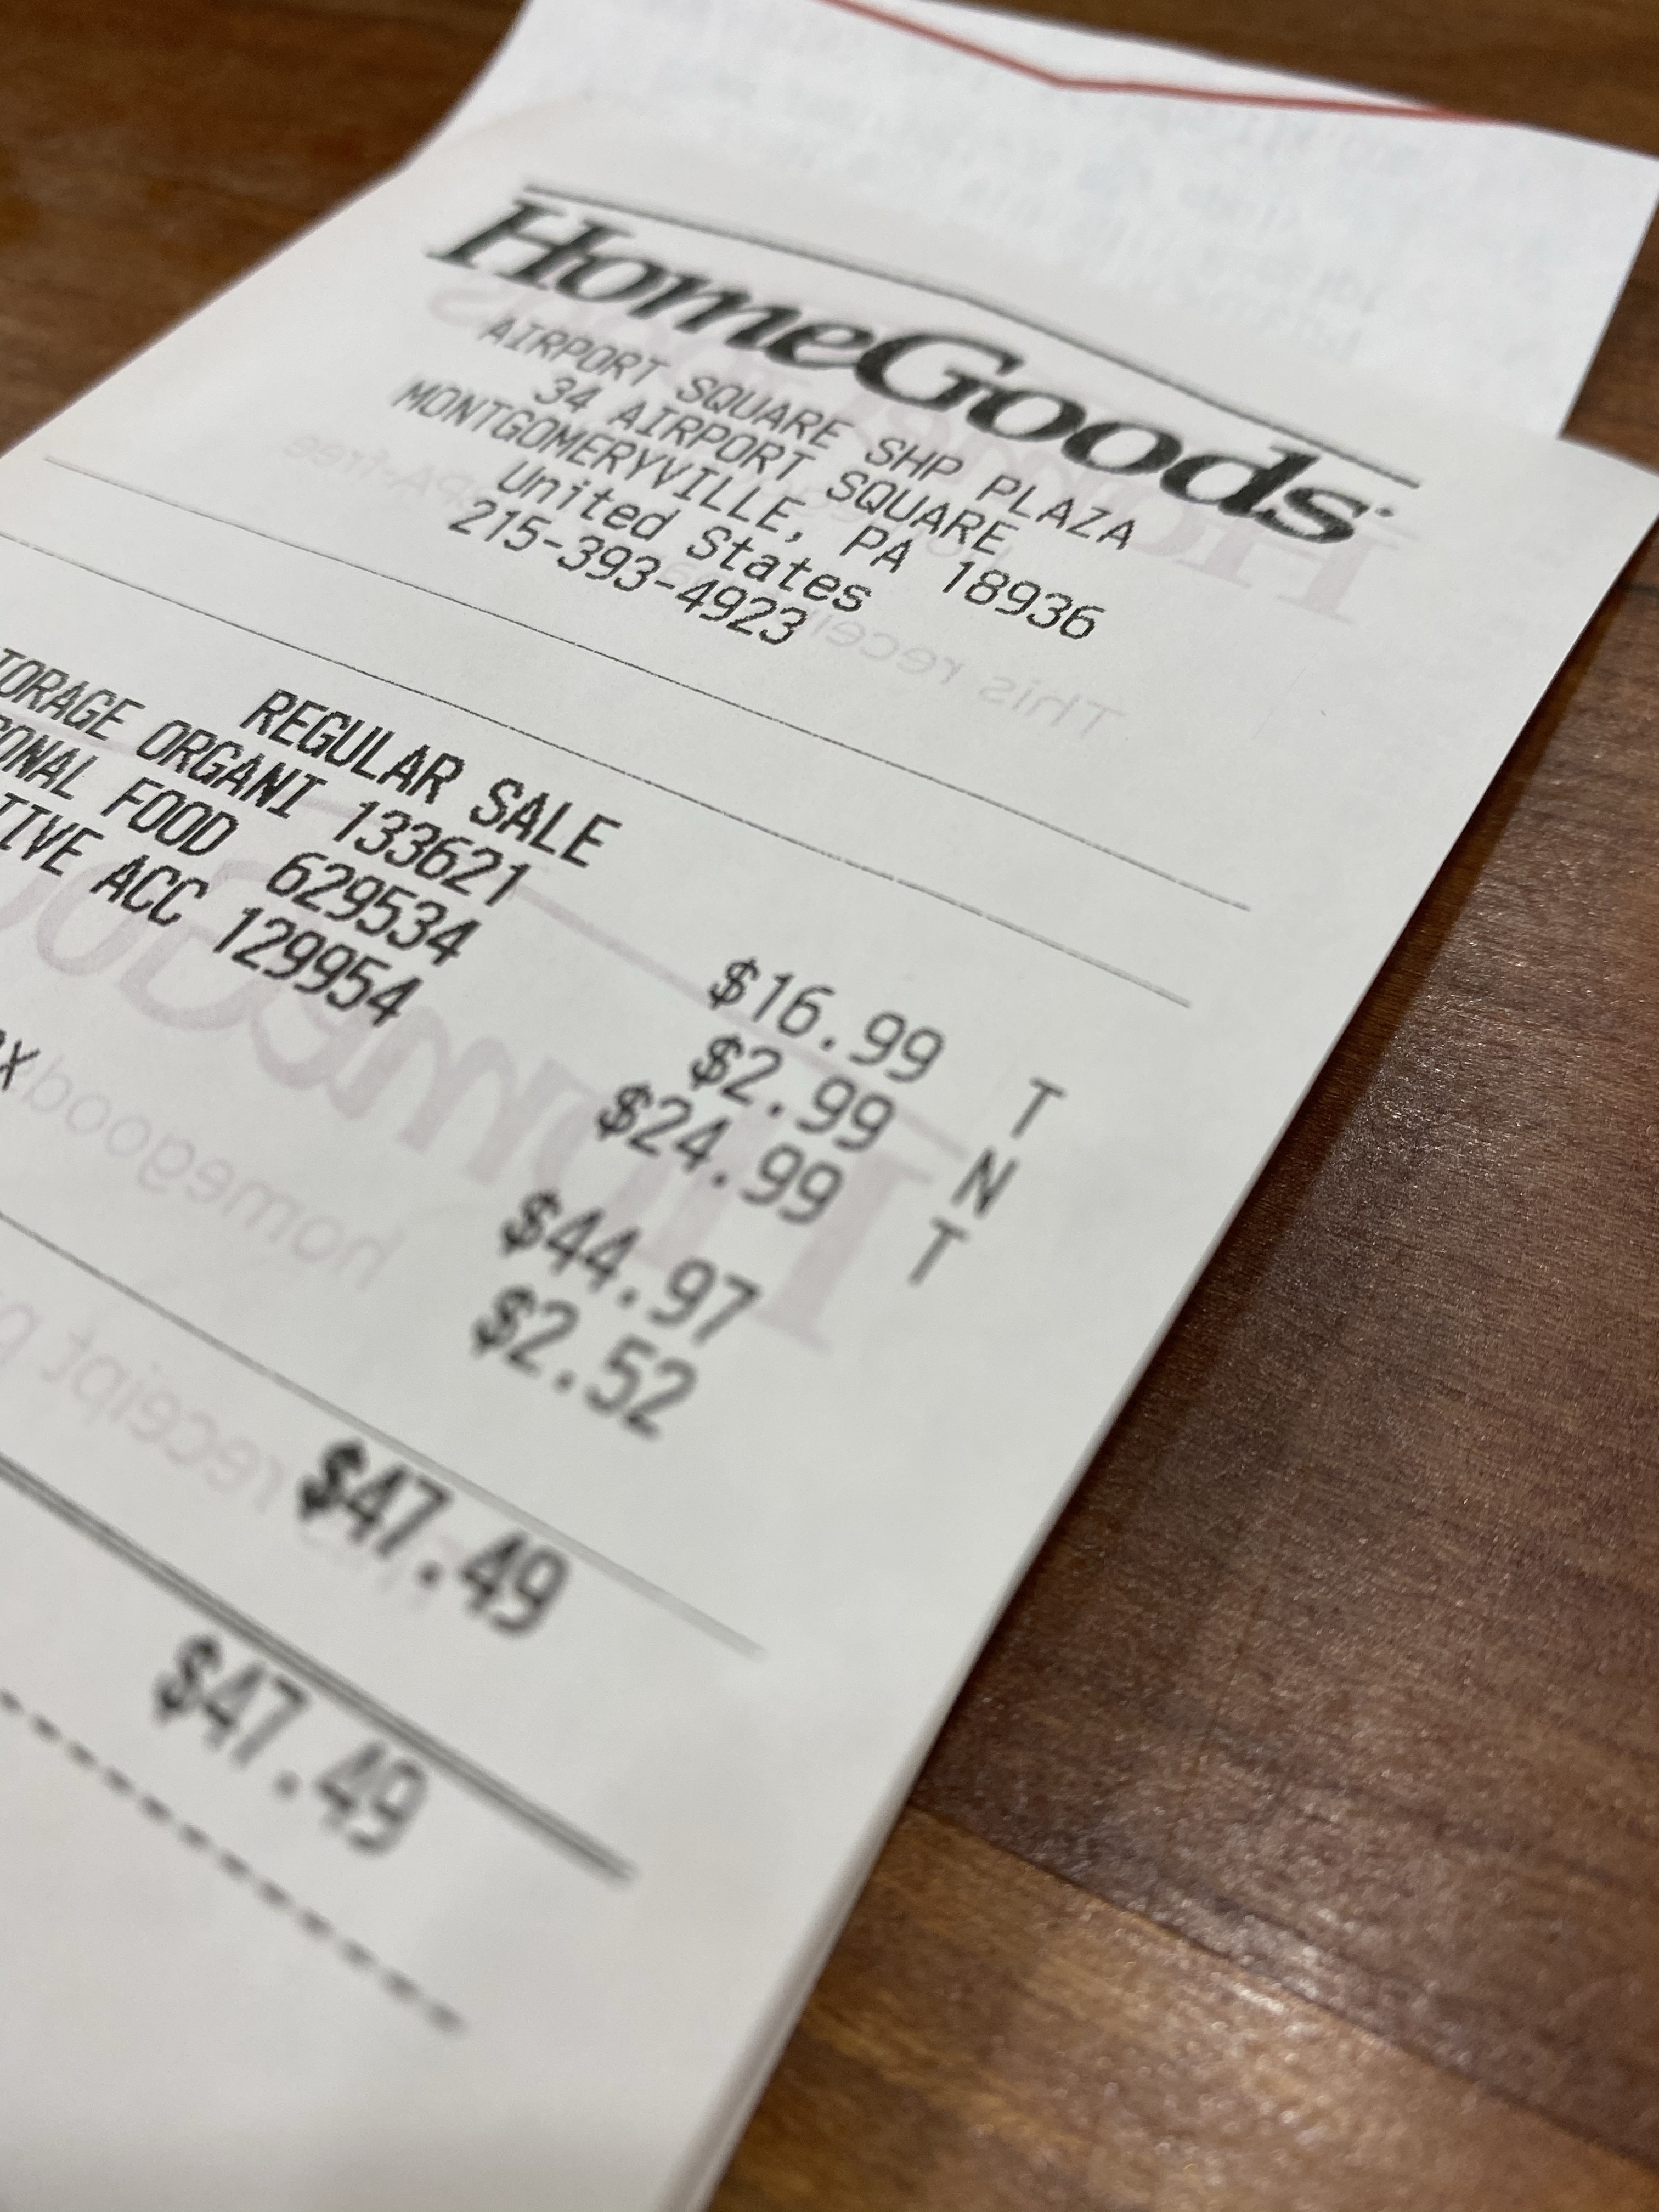 HomeGoods
AIRPORT SQUARE SHP PLAZA
34 AIRPORT SQUARE
MONTGOMERYVILLE, PA 18936
United States
215-393-4923
REGULAR SALE
TORAGE ORGANI 133621 $16.99 T
ONAL FOOD 629534 $2.99 N
TIVE ACC 129954 $24.99 T
$44.97
ax $2.52
$47.49
$47.49